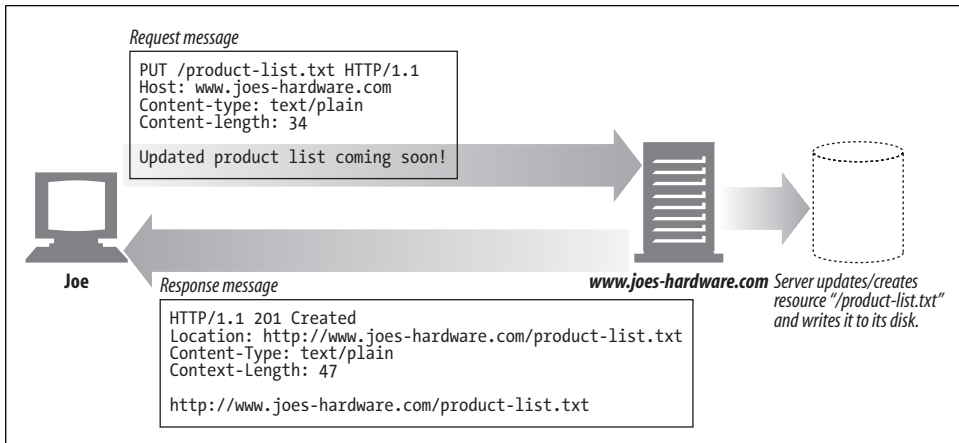 Request message
PUT /product-list.txt HTTP/1.1
Host: www.joes-hardware.com
Content-type: text/plain
Content-length: 34

Updated product list coming soon!
Joe
www.joes-hardware.com
Server updates/creates
resource “/product-list.txt”
and writes it to its disk.
Response message
HTTP/1.1 201 Created
Location: http://www.joes-hardware.com/product-list.txt
Content-Type: text/plain
Context-Length: 47

http://www.joes-hardware.com/product-list.txt